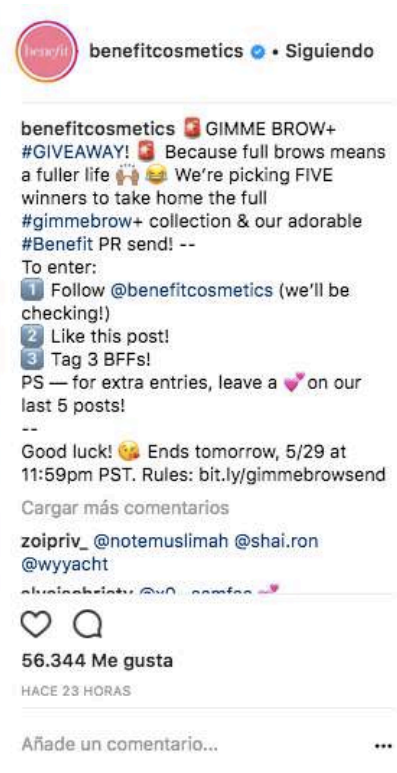 benefit
benefitcosmetics • Siguiendo
benefitcosmetics 🚨 GIMME BROW+
#GIVEAWAY! 🚨 Because full brows means
a fuller life 🙌🏽 😂 We're picking FIVE
winners to take home the full
#gimmebrow+ collection & our adorable
#Benefit PR send! --
To enter:
1️⃣ Follow @benefitcosmetics (we'll be
checking!)
2️⃣ Like this post!
3️⃣ Tag 3 BFFs!
PS — for extra entries, leave a 💕 on our
last 5 posts!
--
Good luck! 😘 Ends tomorrow, 5/29 at
11:59pm PST. Rules: bit.ly/gimmebrowsend
Cargar más comentarios
zoipriv_ @notemuslimah @shai.ron
@wyyacht
56.344 Me gusta
HACE 23 HORAS
Añade un comentario...